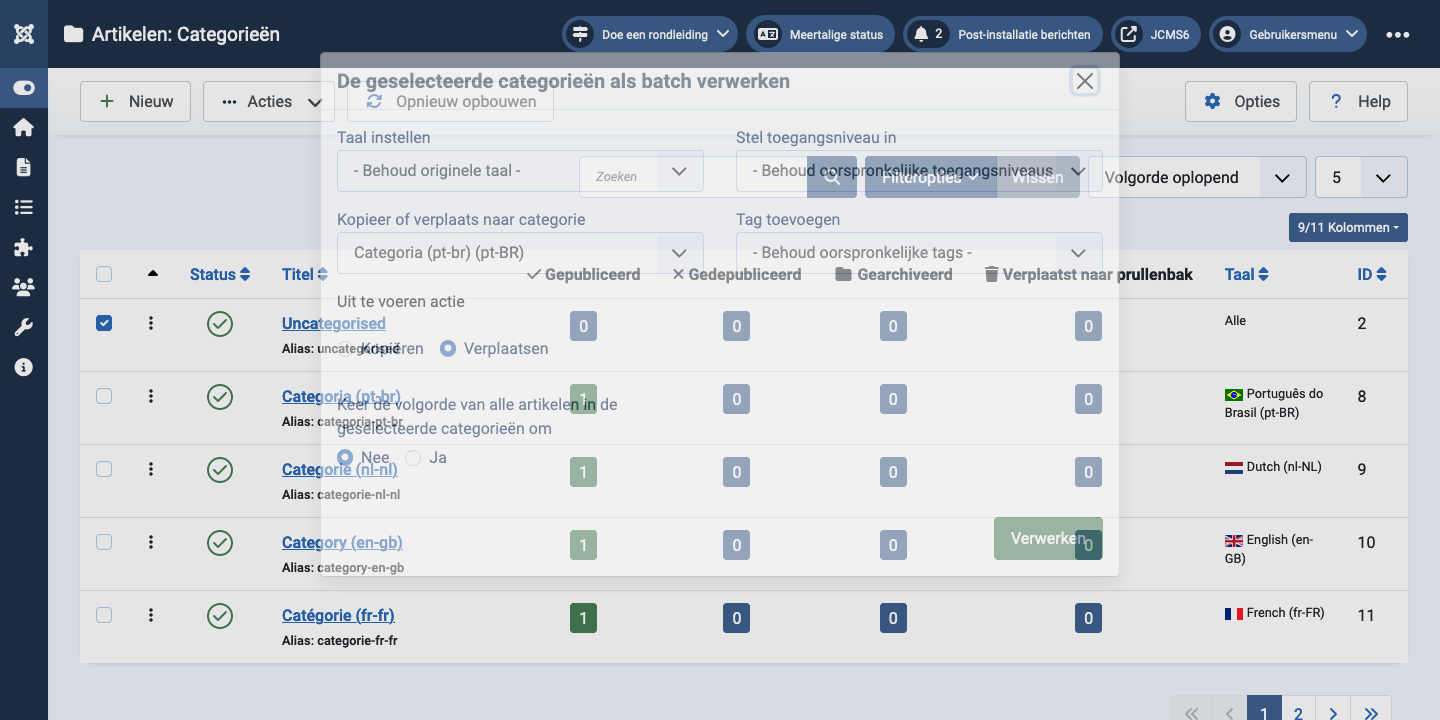 Artikelen: Categorieën
Doe een rondleiding
Meertalige status
2 Post-installatie berichten
JCMS6
Gebruikersmenu
De geselecteerde categorieën als batch verwerken
Nieuw
Acties
Opnieuw opbouwen
Opties
Help
Taal instellen
Stel toegangsniveau in
- Behoud originele taal -
- Behoud oorspronkelijke toegangsniveaus
Zoeken
Filteropties
Wissen
Volgorde oplopend
5
Kopieer of verplaats naar categorie
Tag toevoegen
9/11 Kolommen
Categoria (pt-br) (pt-BR)
- Behoud oorspronkelijke tags -
Status
Titel
Gepubliceerd
Gedepubliceerd
Gearchiveerd
Verplaatst naar prullenbak
Taal
ID
Uit te voeren actie
Uncategorised
0 0 0 0
Alle
2
Alias: uncategorised
Kopiëren
Verplaatsen
Categoria (pt-br)
1 0 0 0
Português do
Brasil (pt-BR)
8
Alias: categoria-pt-br
Keer de volgorde van alle artikelen in de
geselecteerde categorieën om
Nee
Ja
Categorie (nl-nl)
1 0 0 0
Dutch (nl-NL)
9
Alias: categorie-nl-nl
Category (en-gb)
1 0 0 0
English (en-
GB)
10
Verwerken
Alias: category-en-gb
Catégorie (fr-fr)
1 0 0 0
French (fr-FR)
11
Alias: categorie-fr-fr
1 2